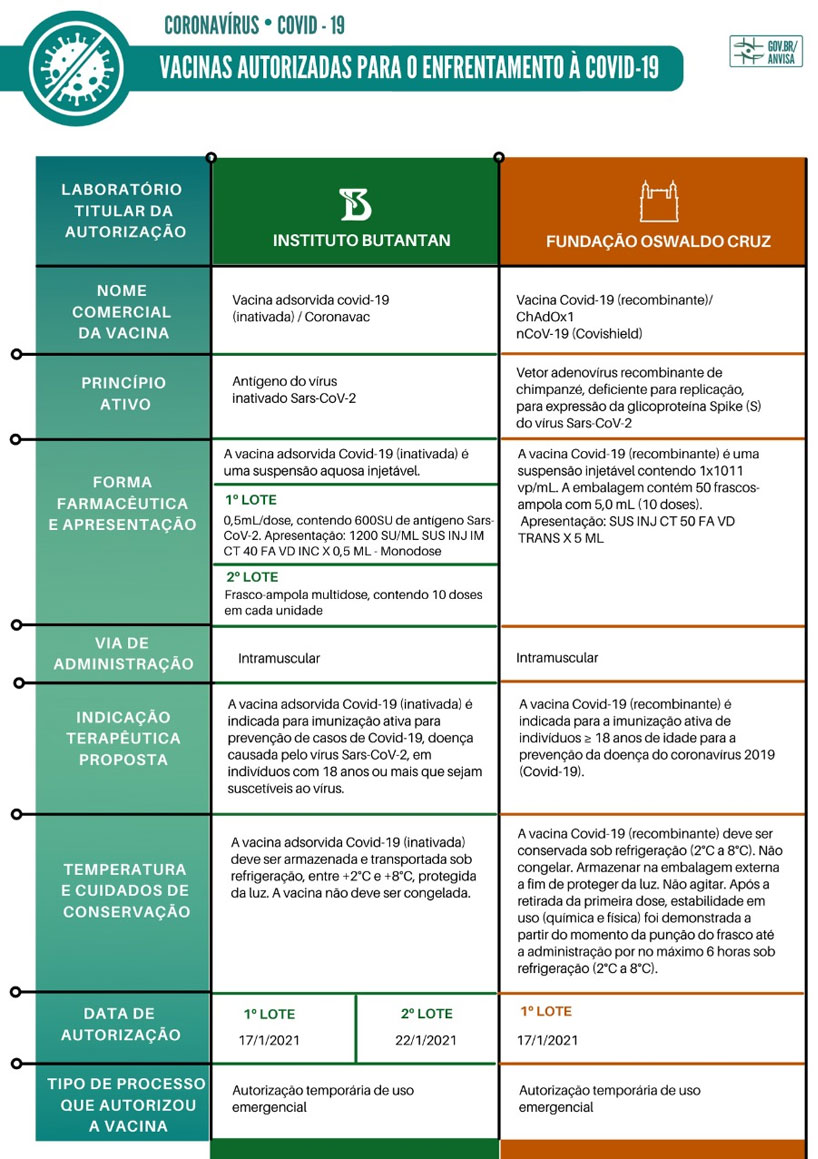 CORONAVÍRUS • COVID - 19
VACINAS AUTORIZADAS PARA O ENFRENTAMENTO À COVID-19
GOV.BR/
ANVISA
LABORATÓRIO
TITULAR DA
AUTORIZAÇÃO
INSTITUTO BUTANTAN
FUNDAÇÃO OSWALDO CRUZ
NOME
COMERCIAL
DA VACINA
Vacina adsorvida covid-19
(inativada) / Coronavac
Vacina Covid-19 (recombinante)/
ChAdOx1
nCoV-19 (Covishield)
PRINCÍPIO
ATIVO
Antígeno do vírus
inativado Sars-CoV-2
Vetor adenovírus recombinante de
chimpanzé, deficiente para replicação,
para expressão da glicoproteína Spike (S)
do vírus Sars-CoV-2
FORMA
FARMACÊUTICA
E APRESENTAÇÃO
A vacina adsorvida Covid-19 (inativada) é
uma suspensão aquosa injetável.
1º LOTE
0,5mL/dose, contendo 600SU de antígeno Sars-
CoV-2. Apresentação: 1200 SU/ML SUS INJ IM
CT 40 FA VD INC X 0,5 ML - Monodose
2º LOTE
Frasco-ampola multidose, contendo 10 doses
em cada unidade
A vacina Covid-19 (recombinante) é uma
suspensão injetável contendo 1x1011
vp/mL. A embalagem contém 50 frascos-
ampola com 5,0 mL (10 doses).
Apresentação: SUS INJ CT 50 FA VD
TRANS X 5 ML
VIA DE
ADMINISTRAÇÃO
Intramuscular
Intramuscular
INDICAÇÃO
TERAPÊUTICA
PROPOSTA
A vacina adsorvida Covid-19 (inativada) é
indicada para imunização ativa para
prevenção de casos de Covid-19, doença
causada pelo vírus Sars-CoV-2, em
indivíduos com 18 anos ou mais que sejam
suscetíveis ao vírus.
A vacina Covid-19 (recombinante) é
indicada para a imunização ativa de
indivíduos ≥ 18 anos de idade para a
prevenção da doença do coronavírus 2019
(Covid-19).
TEMPERATURA
E CUIDADOS DE
CONSERVAÇÃO
A vacina adsorvida Covid-19 (inativada)
deve ser armazenada e transportada sob
refrigeração, entre +2°C e +8°C, protegida
da luz. A vacina não deve ser congelada.
A vacina Covid-19 (recombinante) deve ser
conservada sob refrigeração (2°C a 8°C). Não
congelar. Armazenar na embalagem externa
a fim de proteger da luz. Não agitar. Após a
retirada da primeira dose, estabilidade em
uso (química e física) foi demonstrada a
partir do momento da punção do frasco até
a administração por no máximo 6 horas sob
refrigeração (2°C a 8°C).
DATA DE
AUTORIZAÇÃO
1º LOTE
17/1/2021
2º LOTE
22/1/2021
1º LOTE
17/1/2021
TIPO DE PROCESSO
QUE AUTORIZOU
A VACINA
Autorização temporária de uso
emergencial
Autorização temporária de uso
emergencial